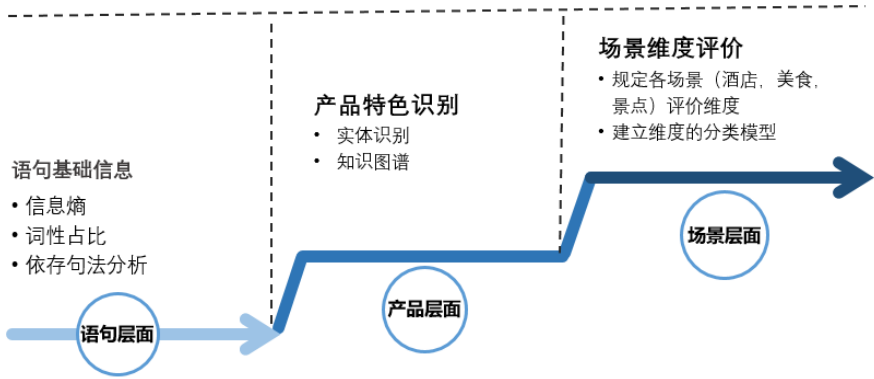 语句基础信息
• 信息熵
• 词性占比
• 依存句法分析
语句层面
产品特色识别
• 实体识别
• 知识图谱
产品层面
场景维度评价
• 规定各场景（酒店，美食，
景点）评价维度
• 建立维度的分类模型
场景层面